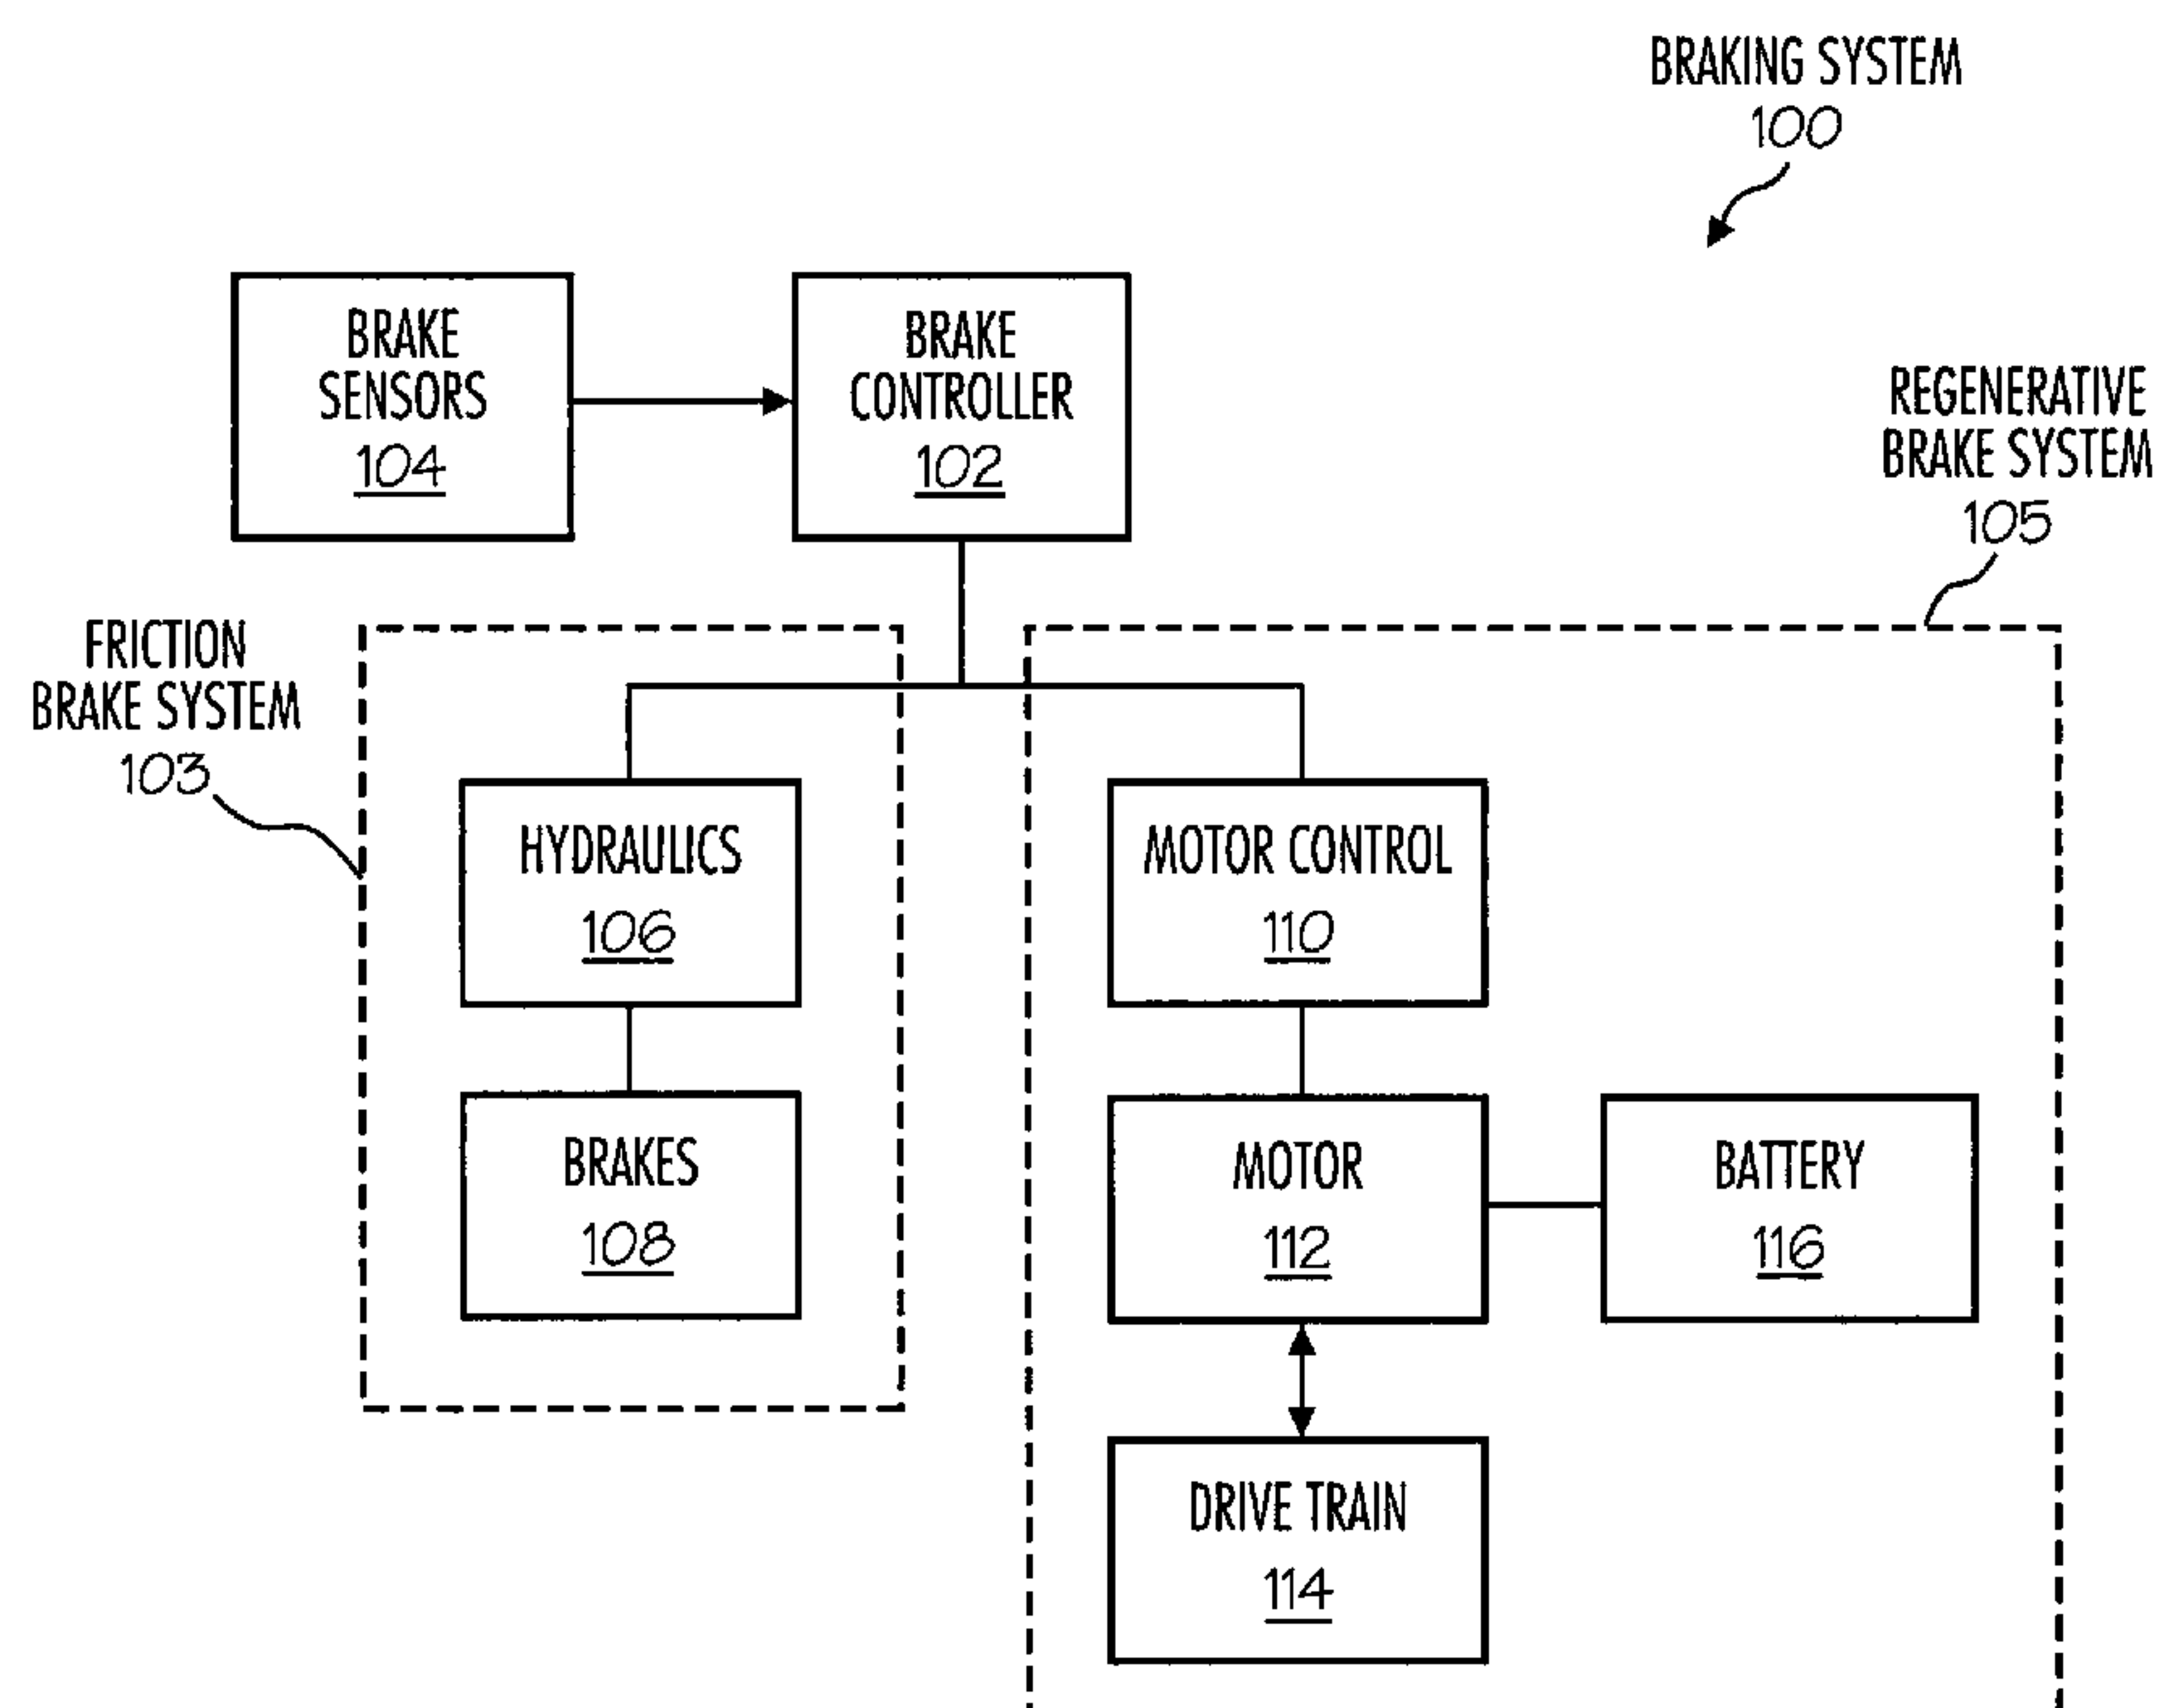 BRAKING SYSTEM
100
BRAKE
SENSORS
104
BRAKE
CONTROLLER
102
REGENERATIVE
BRAKE SYSTEM
105
FRICTION
BRAKE SYSTEM
103
HYDRAULICS
106
MOTOR CONTROL
110
BRAKES
108
MOTOR
112
BATTERY
116
DRIVE TRAIN
114